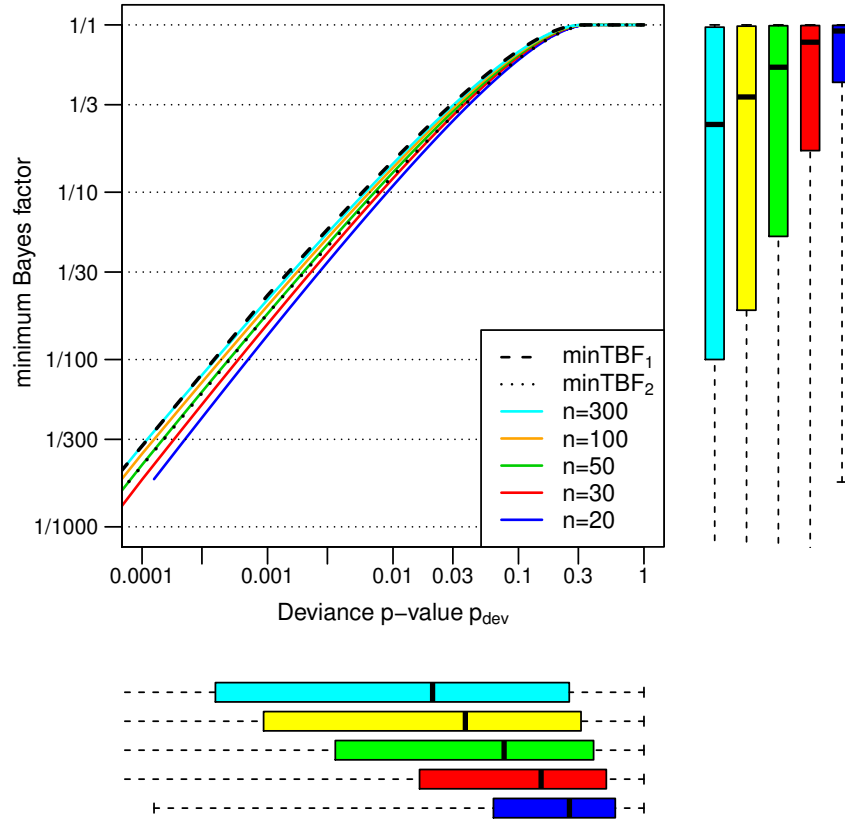 minimum Bayes factor
1/1
1/3
1/10
1/30
1/100
1/300
1/1000
minTBF₁
minTBF₂
n=300
n=100
n=50
n=30
n=20
0.0001 0.001 0.01 0.03 0.1 0.3 1
Deviance p−value p_dev